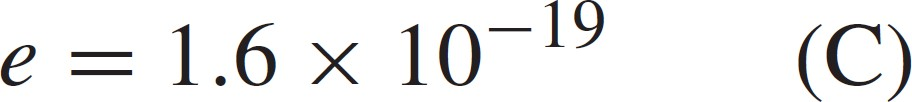 e = 1.6 × 10⁻¹⁹ (C)